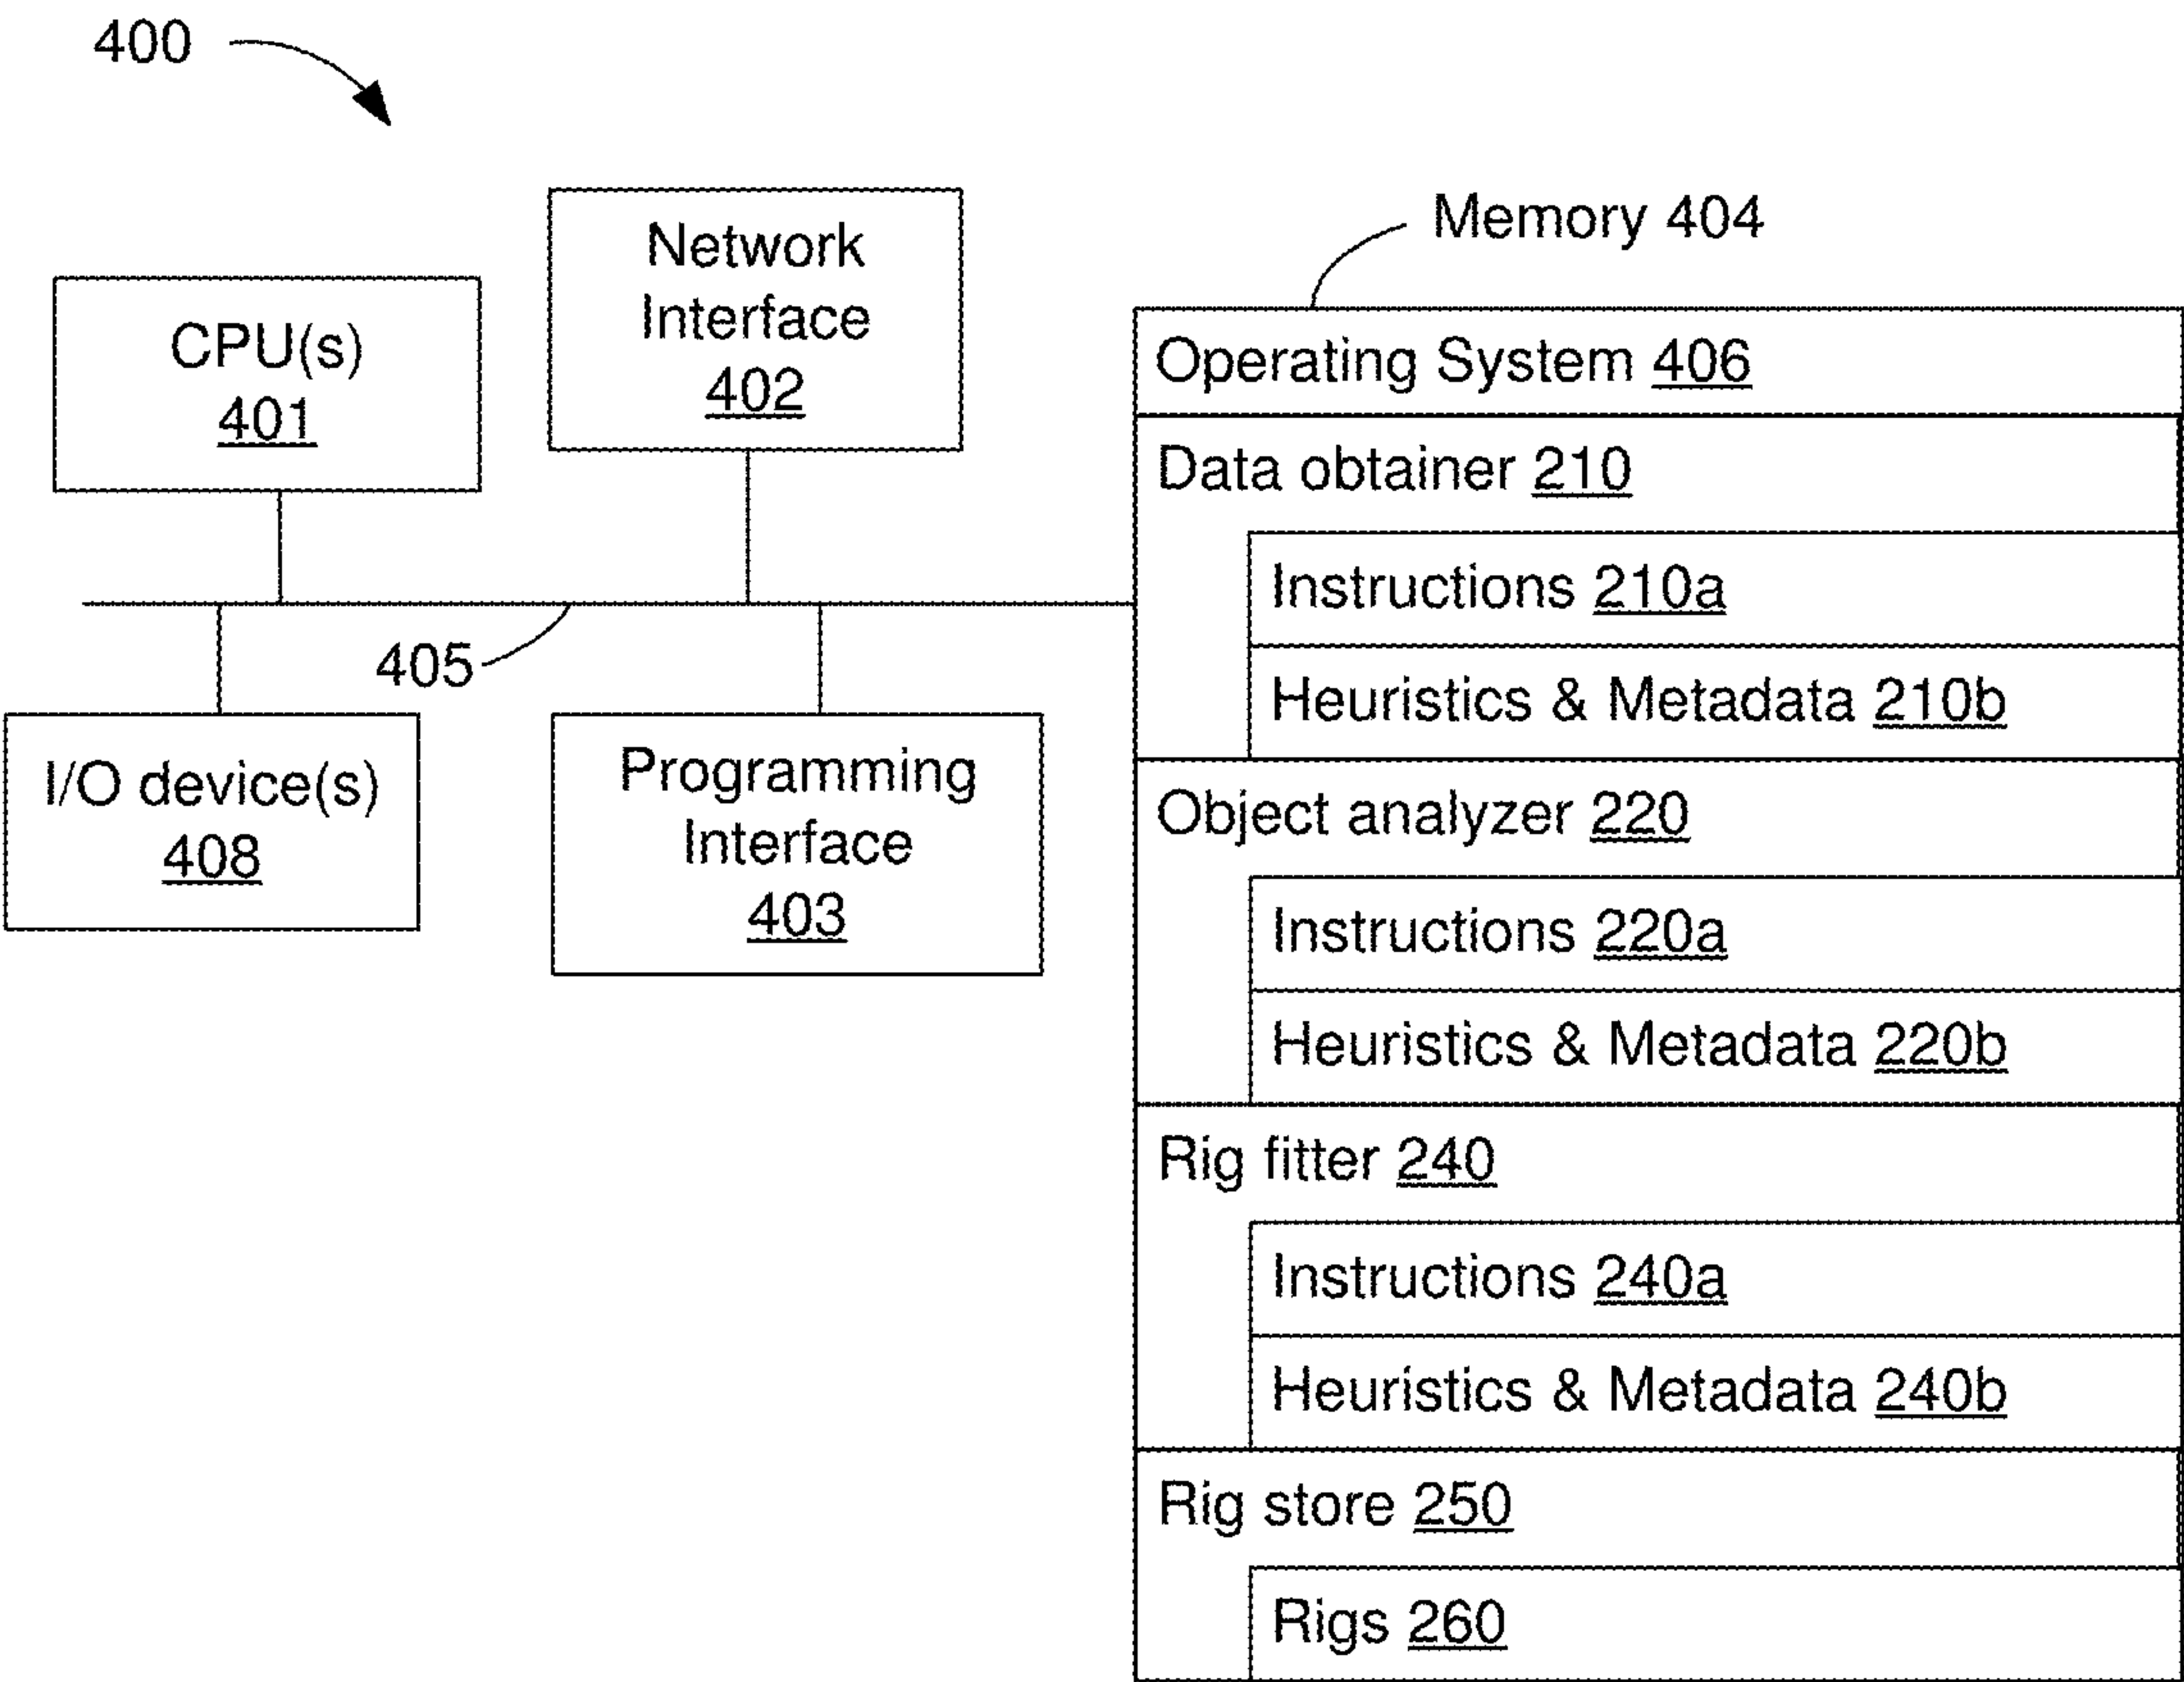 400
Network
Interface
402
CPU(s)
401
405
I/O device(s)
408
Programming
Interface
403
Memory 404
Operating System 406
Data obtainer 210
Instructions 210a
Heuristics & Metadata 210b
Object analyzer 220
Instructions 220a
Heuristics & Metadata 220b
Rig fitter 240
Instructions 240a
Heuristics & Metadata 240b
Rig store 250
Rigs 260